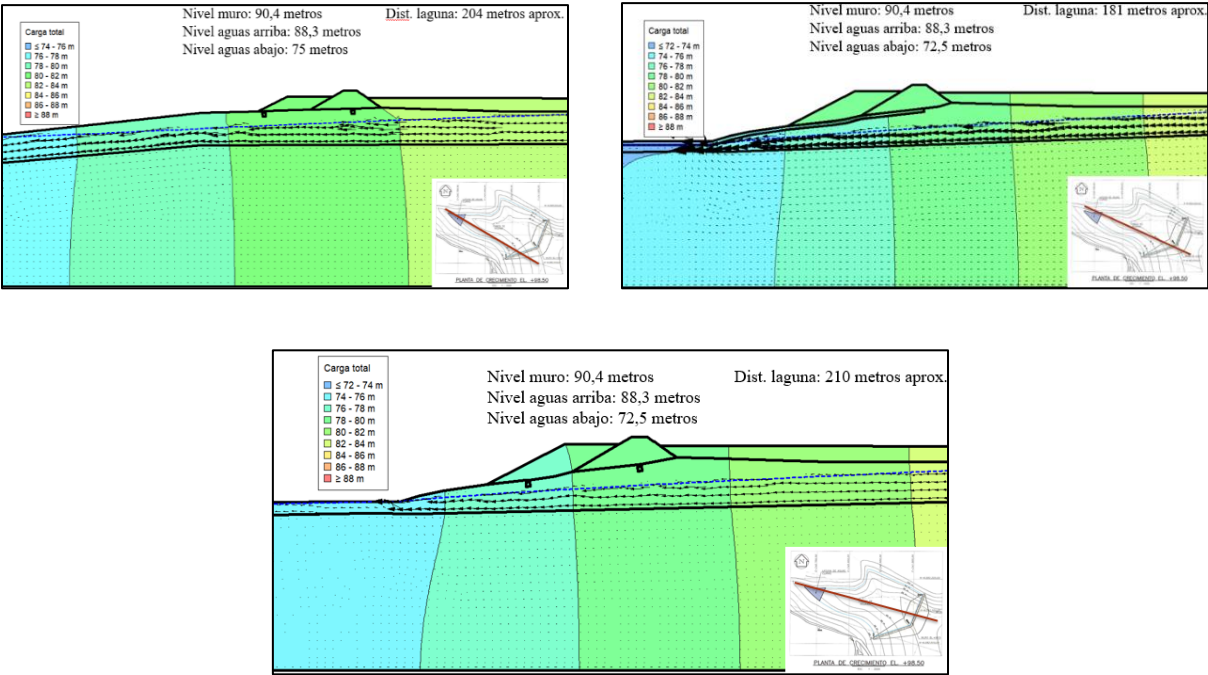 Nivel muro: 90,4 metros
Dist. laguna: 204 metros aprox.
Nivel aguas arriba: 88,3 metros
Nivel aguas abajo: 75 metros
Carga total
≤ 74 - 76 m
76 - 78 m
78 - 80 m
80 - 82 m
82 - 84 m
84 - 86 m
86 - 88 m
≥ 88 m
PLANTA DE CRECIMIENTO EL. +98.50
Nivel muro: 90,4 metros
Dist. laguna: 181 metros aprox.
Nivel aguas arriba: 88,3 metros
Nivel aguas abajo: 72,5 metros
Carga total
≤ 72 - 74 m
74 - 76 m
76 - 78 m
78 - 80 m
80 - 82 m
82 - 84 m
84 - 86 m
86 - 88 m
≥ 88 m
PLANTA DE CRECIMIENTO EL. +98.50
Carga total
≤ 72 - 74 m
74 - 76 m
76 - 78 m
78 - 80 m
80 - 82 m
82 - 84 m
84 - 86 m
86 - 88 m
≥ 88 m
Nivel muro: 90,4 metros
Dist. laguna: 210 metros aprox.
Nivel aguas arriba: 88,3 metros
Nivel aguas abajo: 72,5 metros
N
PLANTA DE CRECIMIENTO EL. +98.50